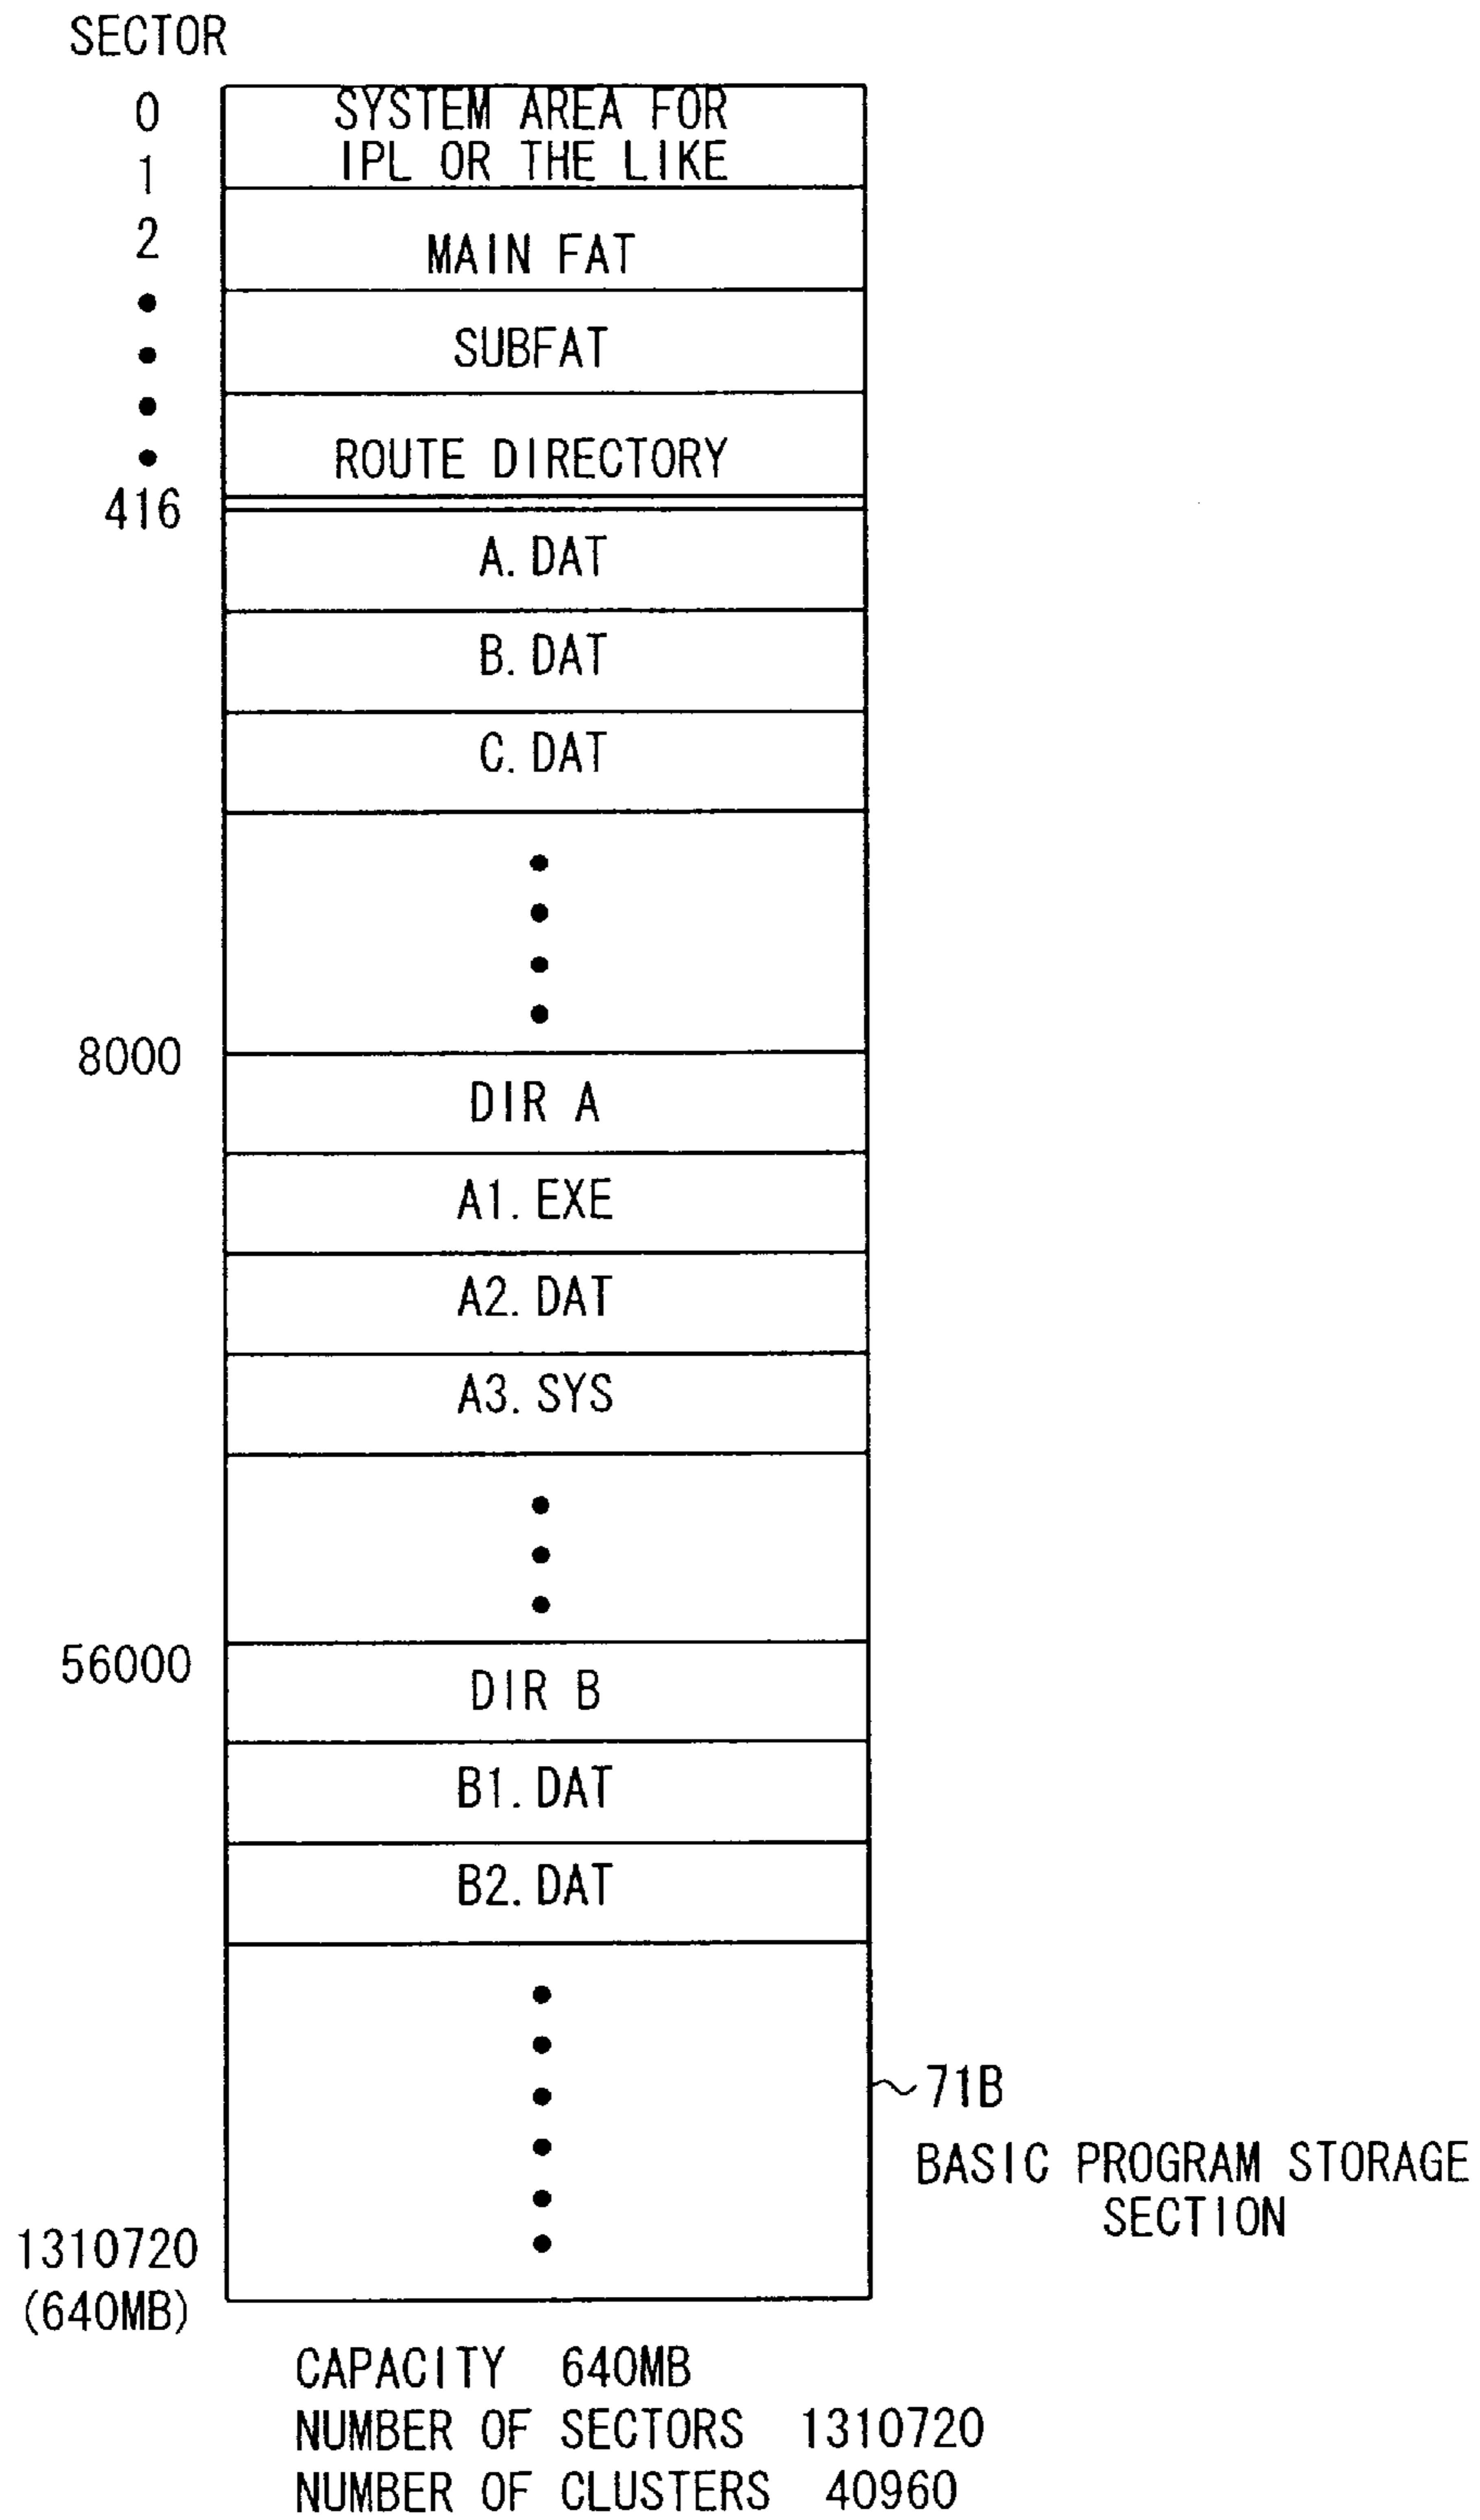 SECTOR
0
SYSTEM AREA FOR
1
IPL OR THE LIKE
2
MAIN FAT
SUBFAT
ROUTE DIRECTORY
416
A. DAT
B. DAT
C. DAT
8000
DIR A
A1. EXE
A2. DAT
A3. SYS
56000
DIR B
B1. DAT
B2. DAT
71B
BASIC PROGRAM STORAGE
SECTION
1310720
(640MB)
CAPACITY 640MB
NUMBER OF SECTORS 1310720
NUMBER OF CLUSTERS 40960